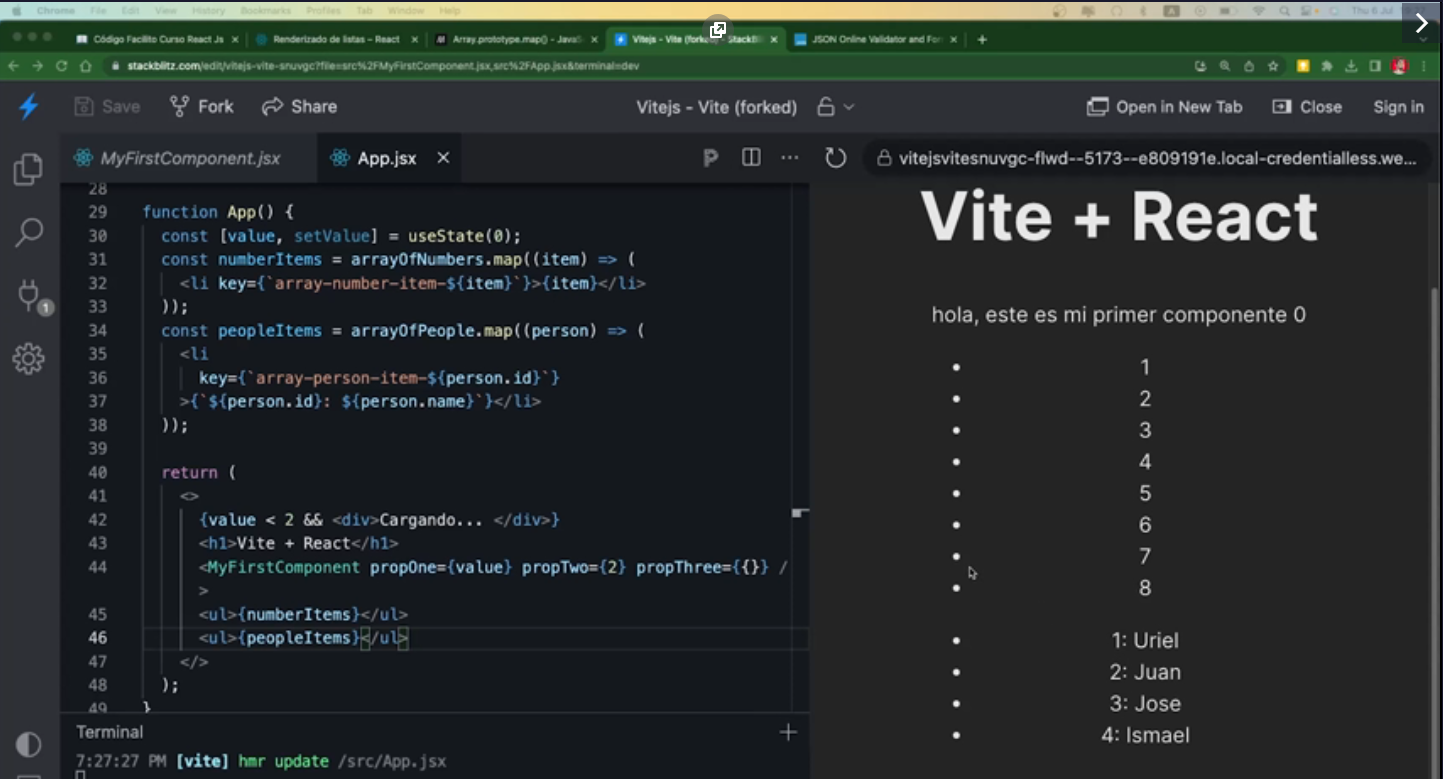 Chrome File Edit View History Bookmarks Profiles Tab Window Help
Código Facilito Curso React Js
Renderizado de listas – React
Array.prototype.map() - JavaS
Vitejs - Vite (forked) - StackBli
JSON Online Validator and For
stackblitz.com/edit/vitejs-vite-snuvgc?file=src%2FMyFirstComponent.jsx,src%2FApp.jsx&terminal=dev
Save Fork Share
Vitejs - Vite (forked)
Open in New Tab Close Sign in
MyFirstComponent.jsx
App.jsx
vitejsvitesnuvgc-flwd--5173--e809191e.local-credentialless.we...
1
28
29 function App() {
30 const [value, setValue] = useState(0);
31 const numberItems = arrayOfNumbers.map((item) => (
32 <li key={`array-number-item-${item}`}>{item}</li>
33 ));
34 const peopleItems = arrayOfPeople.map((person) => (
35 <li
36 key={`array-person-item-${person.id}`}
37 >{`${person.id}: ${person.name}`}</li>
38 ));
39
40 return (
41 <>
42 {value < 2 && <div>Cargando... </div>}
43 <h1>Vite + React</h1>
44 <MyFirstComponent propOne={value} propTwo={2} propThree={{}} /
>
45 <ul>{numberItems}</ul>
46 <ul>{peopleItems}</ul>
47 </>
48 );
49 }
Terminal
7:27:27 PM [vite] hmr update /src/App.jsx
Vite + React
hola, este es mi primer componente 0
• 1
• 2
• 3
• 4
• 5
• 6
• 7
• 8
• 1: Uriel
• 2: Juan
• 3: Jose
• 4: Ismael